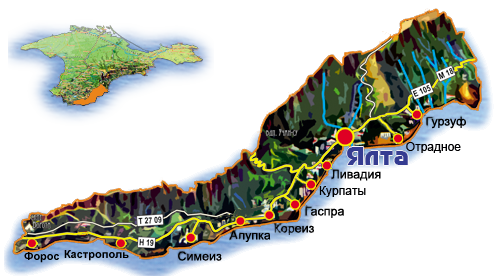 M 18
E 105
Гурзуф
Отрадное
Ялта
Ливадия
Курпаты
Гаспра
Кореиз
Алупка
Симеиз
T 27 09
H 19
Кастрополь
Форос